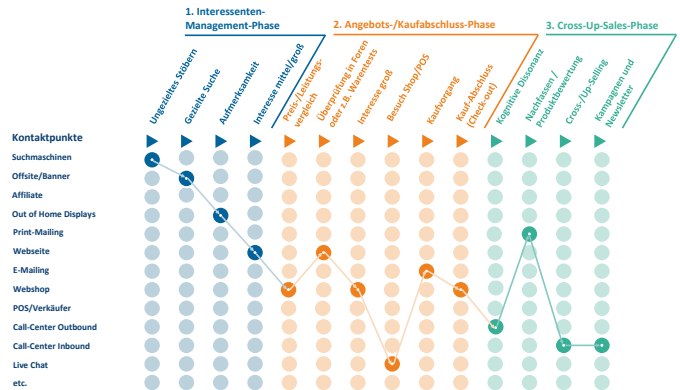 1. Interessenten-
Management-Phase
2. Angebots-/Kaufabschluss-Phase
3. Cross-Up-Sales-Phase
Ungezieltes Stöbern
Gezielte Suche
Aufmerksamkeit
Interesse mittel/groß
Preis-/Leistungs-
vergleich
Überprüfung in Foren
oder z.B. Warentests
Interesse groß
Besuch Shop/POS
Kaufvorgang
Kauf-Abschluss
(Check-out)
Kognitive Dissonanz
Nachfassen /
Produktbewertung
Cross-/Up-Selling
Kampagnen und
Newsletter
Kontaktpunkte
Suchmaschinen
Offsite/Banner
Affiliate
Out of Home Displays
Print-Mailing
Webseite
E-Mailing
Webshop
POS/Verkäufer
Call-Center Outbound
Call-Center Inbound
Live Chat
etc.